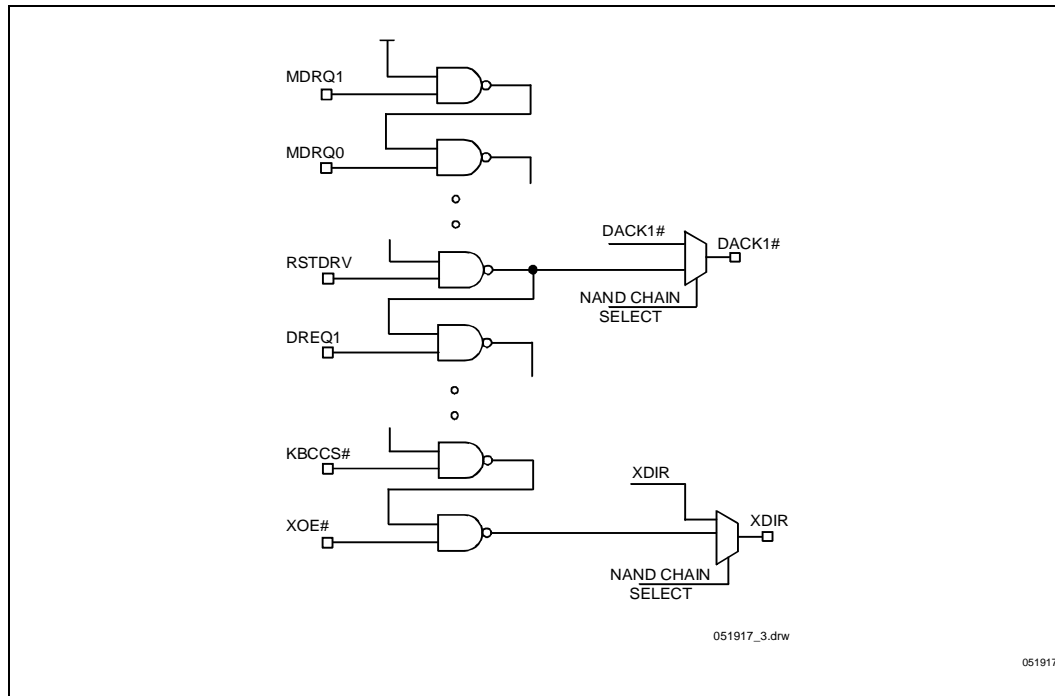 MDRQ1
MDRQ0
DACK1#
DACK1#
RSTDRV
NAND CHAIN
SELECT
DREQ1
KBCCS#
XDIR
XDIR
XOE#
NAND CHAIN
SELECT
051917_3.drw
051917